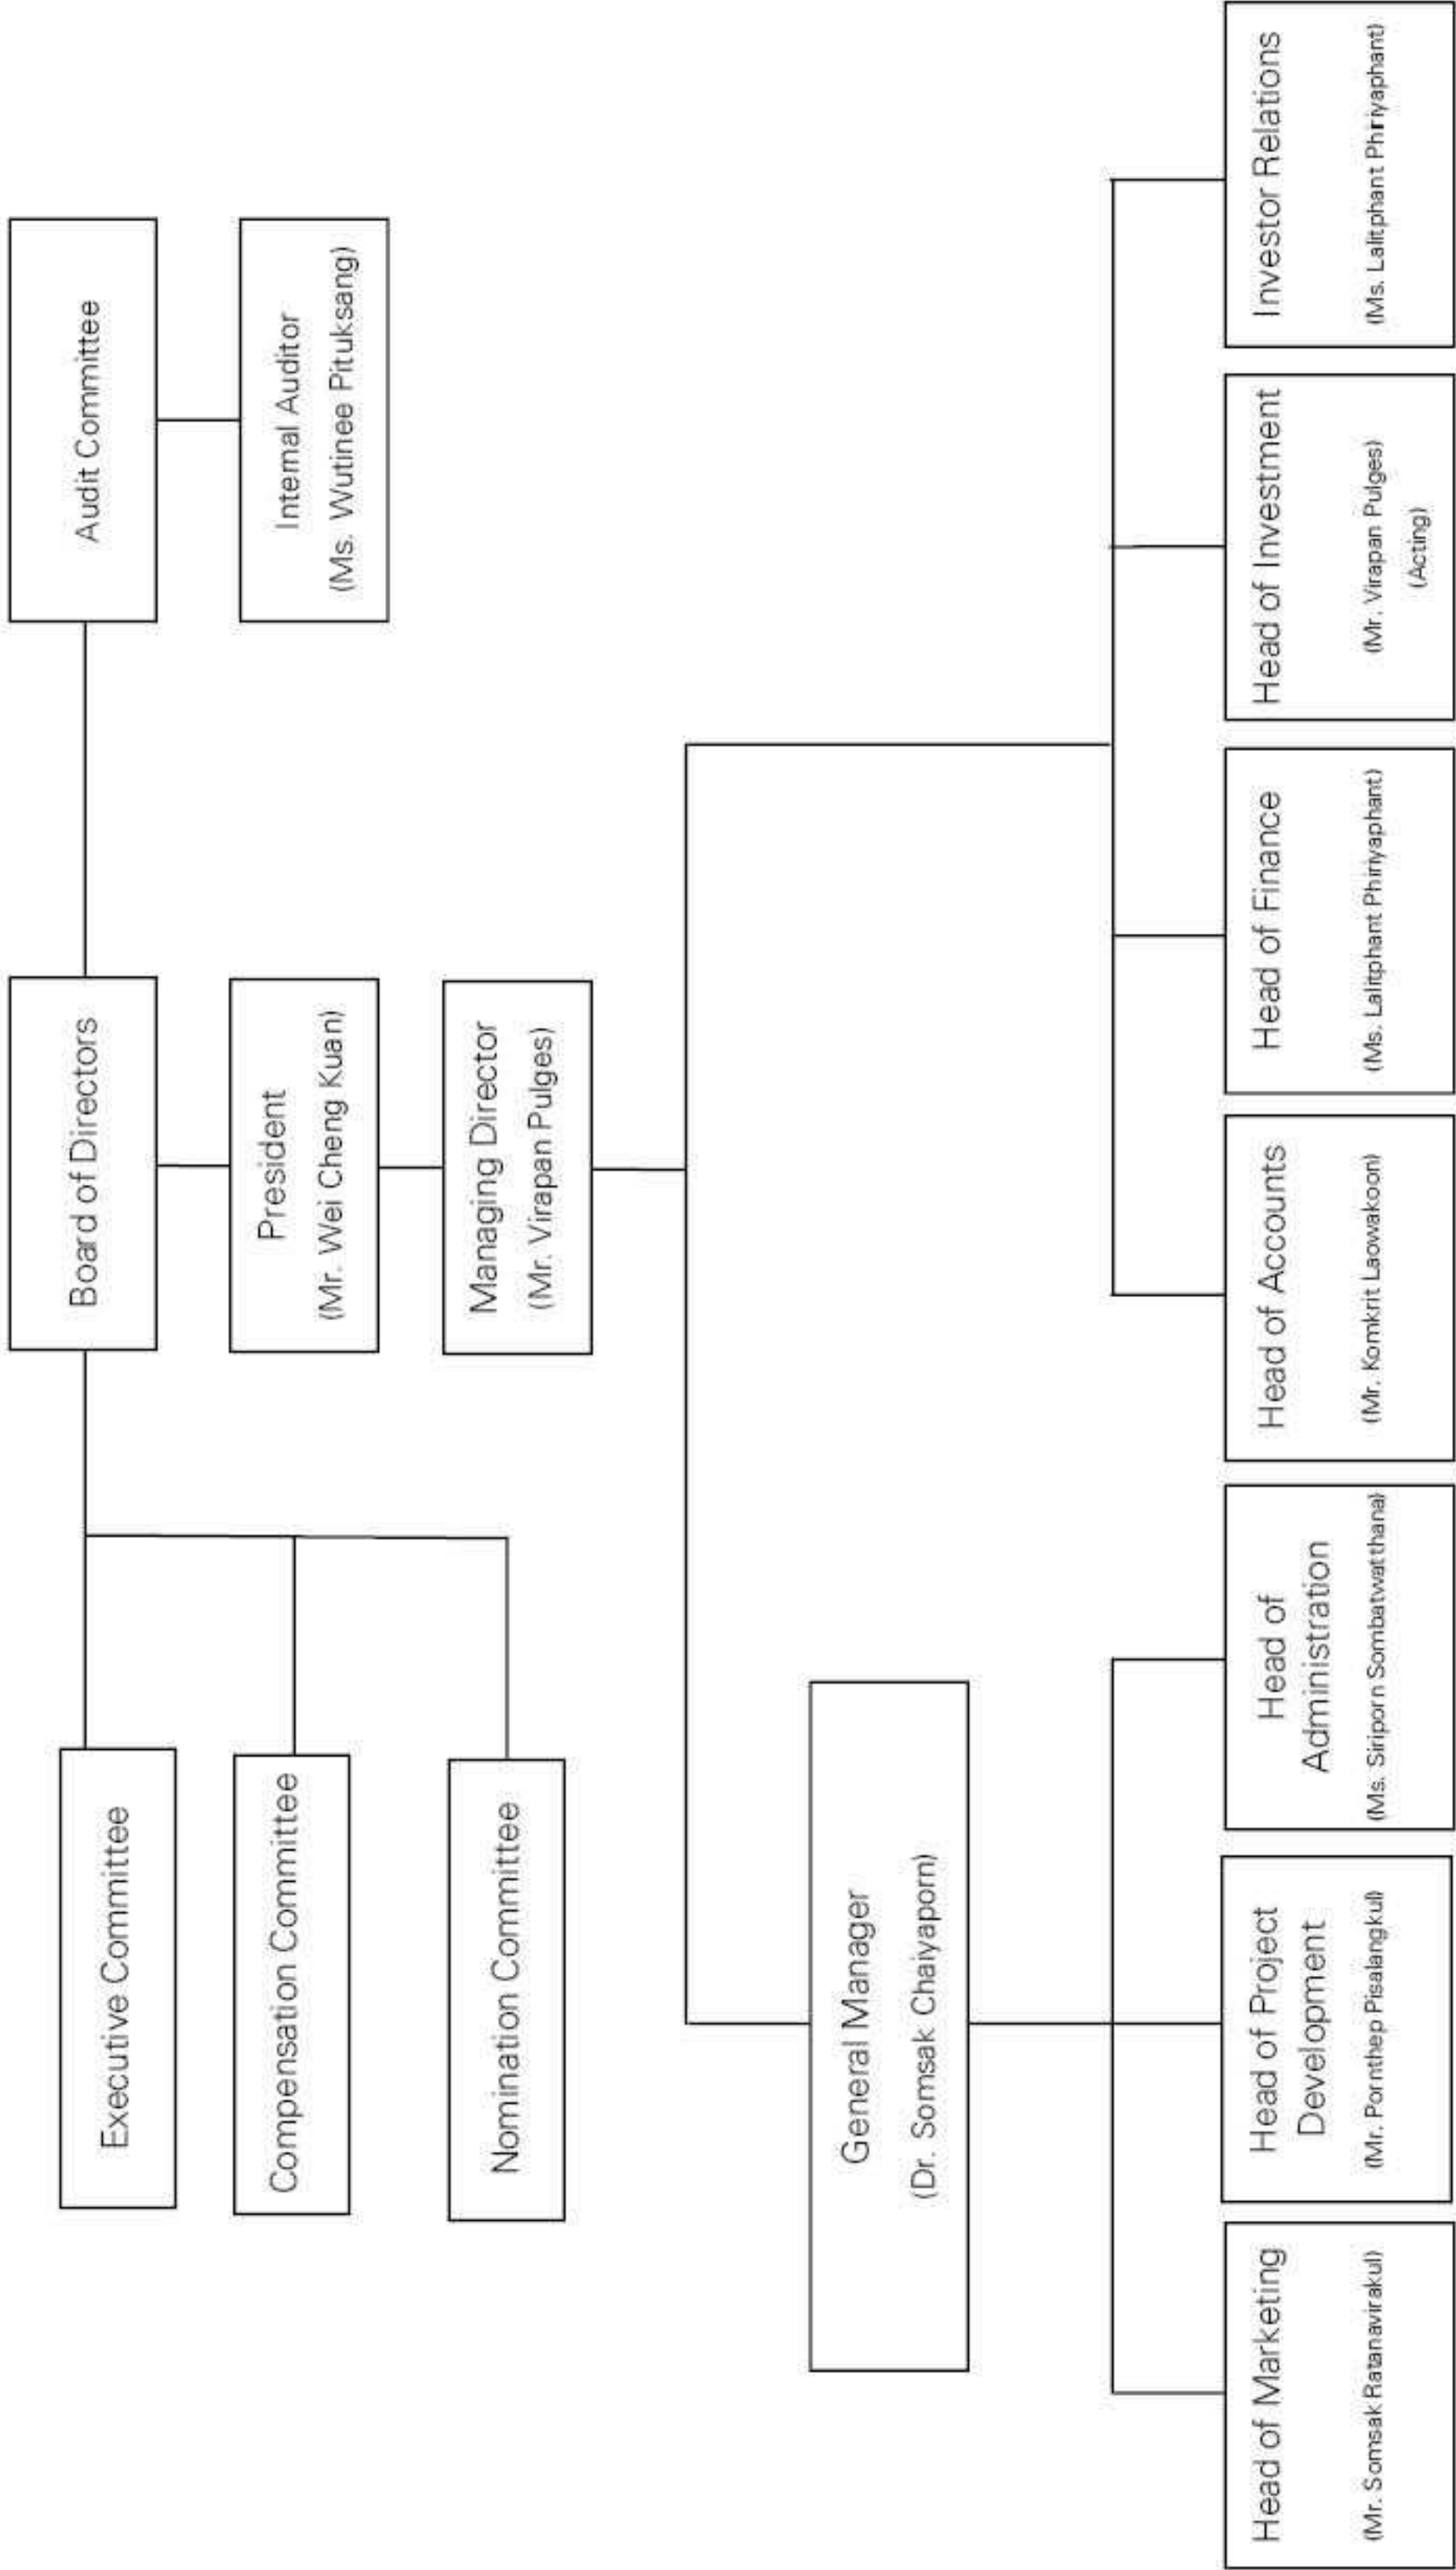 Executive Committee
Board of Directors
Audit Committee
Compensation Committee
President
(Mr. Wei Cheng Kuan)
Internal Auditor
(Ms. Wutinee Pituksang)
Nomination Committee
Managing Director
(Mr. Virapan Pulges)
General Manager
(Dr. Somsak Chaiyaporn)
Head of Marketing
(Mr. Somsak Ratanavirakul)
Head of Project
Development
(Mr. Pornthep Pisalangkul)
Head of
Administration
(Ms. Siriporn Sombatwatthana)
Head of Accounts
(Mr. Komkrit Laowakoon)
Head of Finance
(Ms. Lalitphant Phiriyaphant)
Head of Investment
(Mr. Virapan Pulges)
(Acting)
Investor Relations
(Ms. Lalitphant Phiriyaphant)